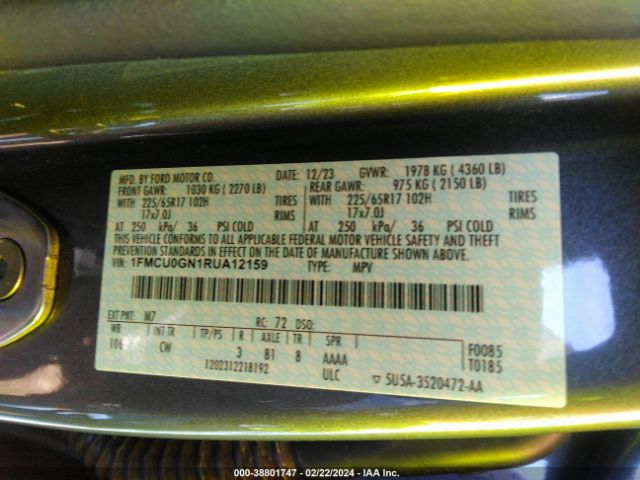 MFD. BY FORD MOTOR CO. DATE: 12/23 GVWR: 1978 KG ( 4360 LB)
FRONT GAWR: 1030 KG ( 2270 LB) REAR GAWR: 975 KG ( 2150 LB)
WITH 225/65R17 102H TIRES WITH 225/65R17 102H TIRES
17x7.0J RIMS 17x7.0J RIMS
AT 250 kPa/ 36 PSI COLD AT 250 kPa/ 36 PSI COLD
THIS VEHICLE CONFORMS TO ALL APPLICABLE FEDERAL MOTOR VEHICLE SAFETY AND THEFT
PREVENTION STANDARDS IN EFFECT ON THE DATE OF MANUFACTURE SHOWN ABOVE.
VIN: 1FMCU0GN1RUA12159 TYPE: MPV
EXT PNT: M7 RC: 72 DSO:
WB INT TR TP/PS R AXLE TR SPR
106 CW 3 81 8 AAAA F0085
1202312218192 ULC T0185
5U5A-3520472-AA
000-38801747 - 02/22/2024 - IAA Inc.